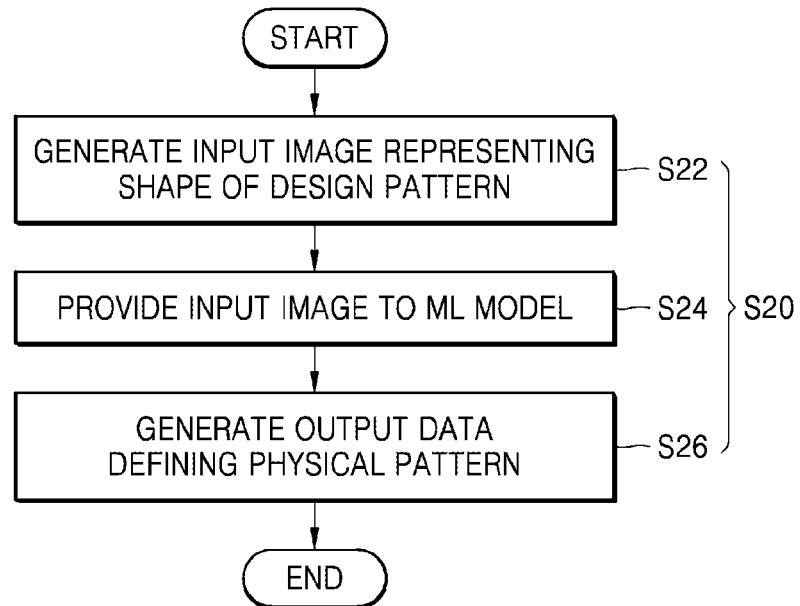 START
GENERATE INPUT IMAGE REPRESENTING
SHAPE OF DESIGN PATTERN
S22
PROVIDE INPUT IMAGE TO ML MODEL
S24
S20
GENERATE OUTPUT DATA
DEFINING PHYSICAL PATTERN
S26
END